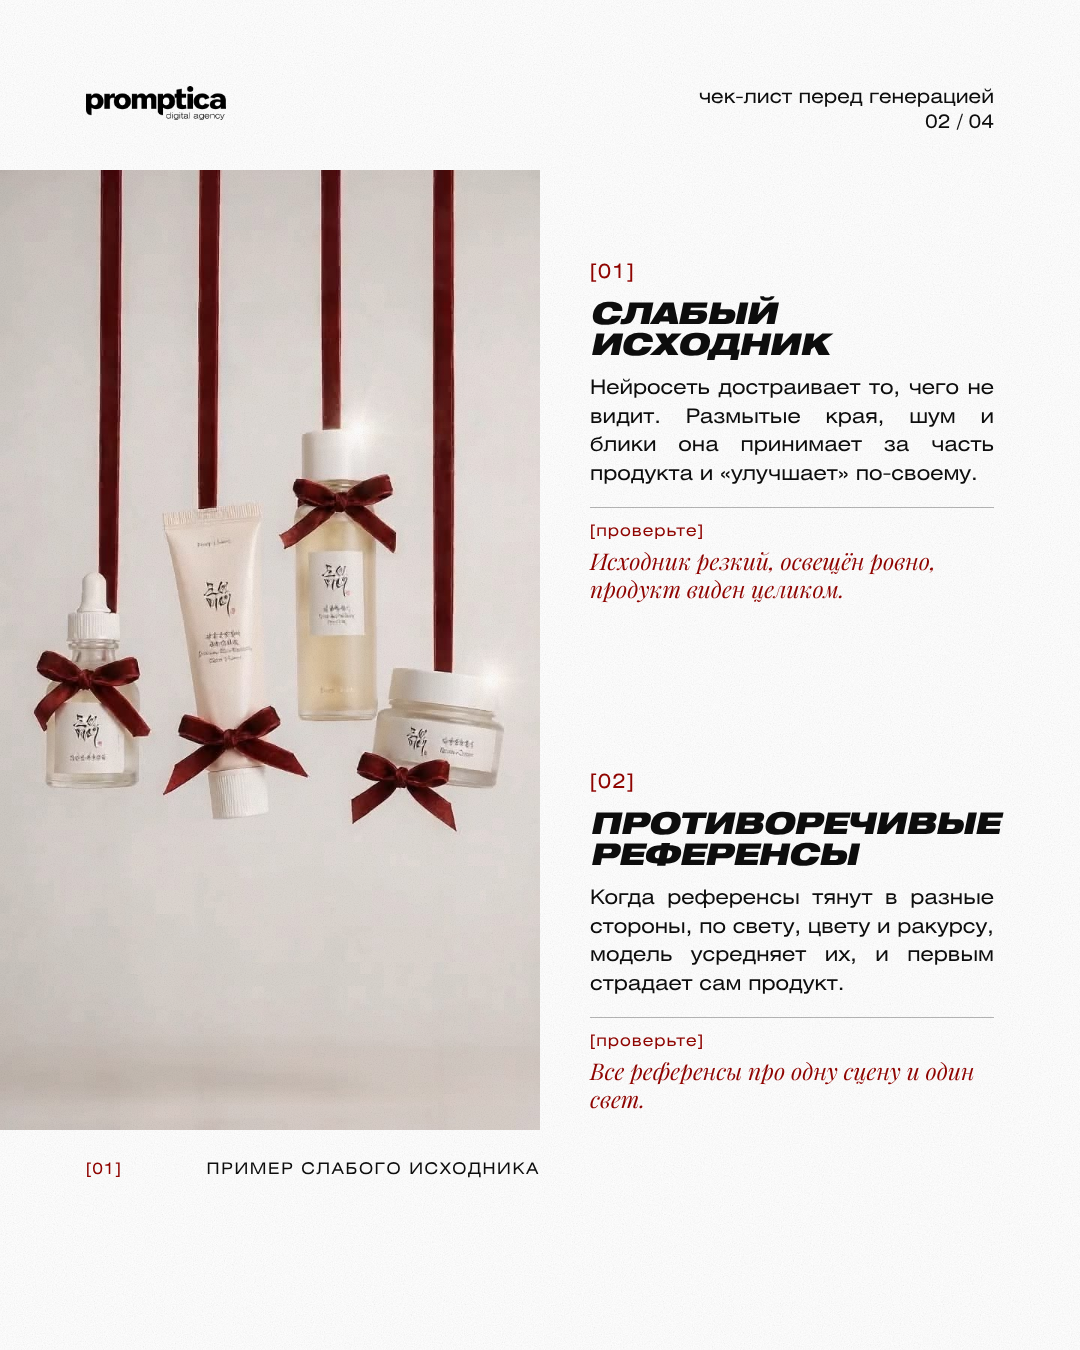 promptica
digital agency
чек-лист перед генерацией
02 / 04
[01]
СЛАБЫЙ
ИСХОДНИК
Нейросеть достраивает то, чего не
видит. Размытые края, шум и
блики она принимает за часть
продукта и «улучшает» по-своему.
[проверьте]
Исходник резкий, освещён ровно,
продукт виден целиком.
[02]
ПРОТИВОРЕЧИВЫЕ
РЕФЕРЕНСЫ
Когда референсы тянут в разные
стороны, по свету, цвету и ракурсу,
модель усредняет их, и первым
страдает сам продукт.
[проверьте]
Все референсы про одну сцену и один
свет.
[01] ПРИМЕР СЛАБОГО ИСХОДНИКА